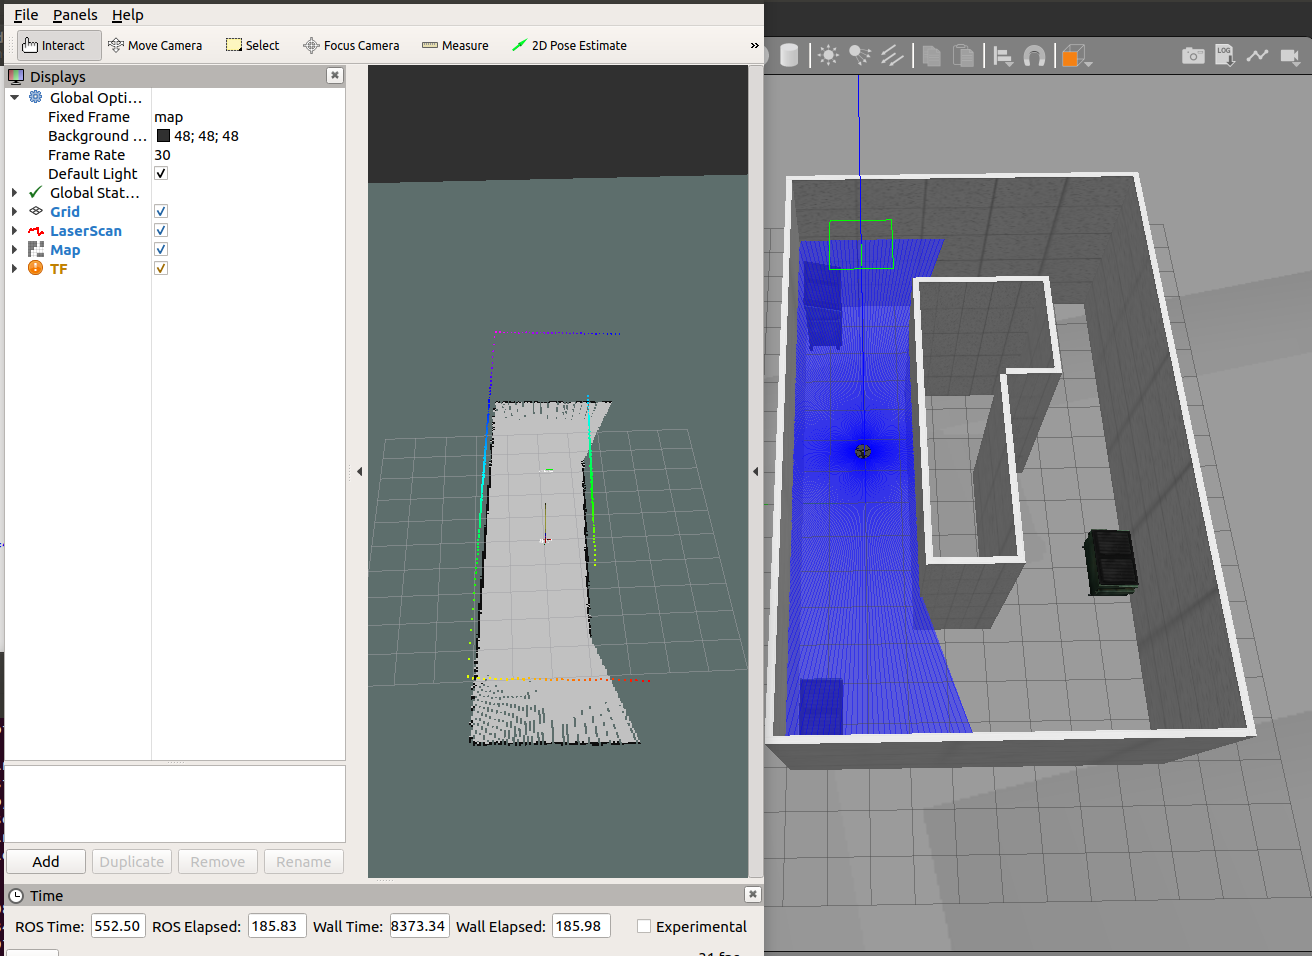 File Panels Help
Interact Move Camera Select Focus Camera Measure 2D Pose Estimate »
LOG
Displays
Global Opti...
Fixed Frame map
Background ... 48; 48; 48
Frame Rate 30
Default Light ✓
Global Stat...
Grid
LaserScan
Map
TF
Add Duplicate Remove Rename
Time
ROS Time: 552.50 ROS Elapsed: 185.83 Wall Time: 8373.34 Wall Elapsed: 185.98 Experimental